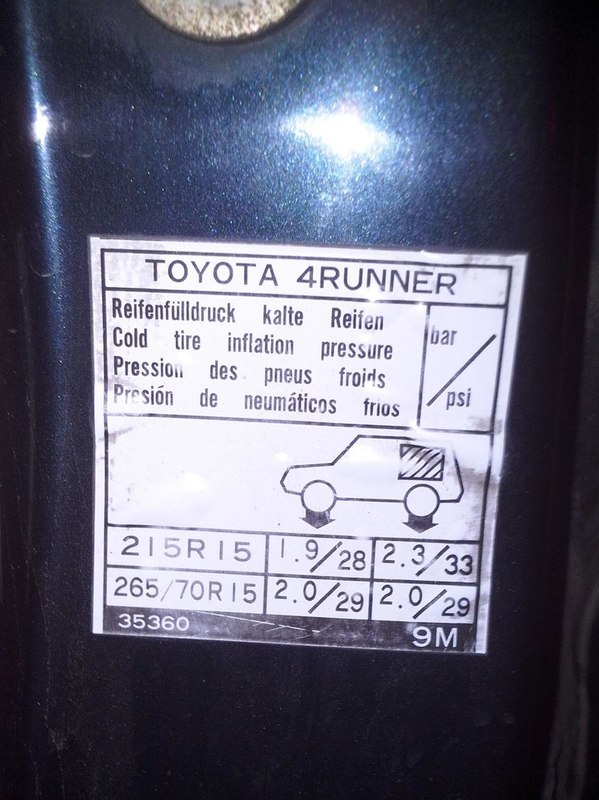 TOYOTA 4RUNNER
Reifenfülldruck kalte Reifen
Cold tire inflation pressure
Pression des pneus froids
Presión de neumáticos frios
bar/psi
215R15 1.9/28 2.3/33
265/70R15 2.0/29 2.0/29
35360 9M